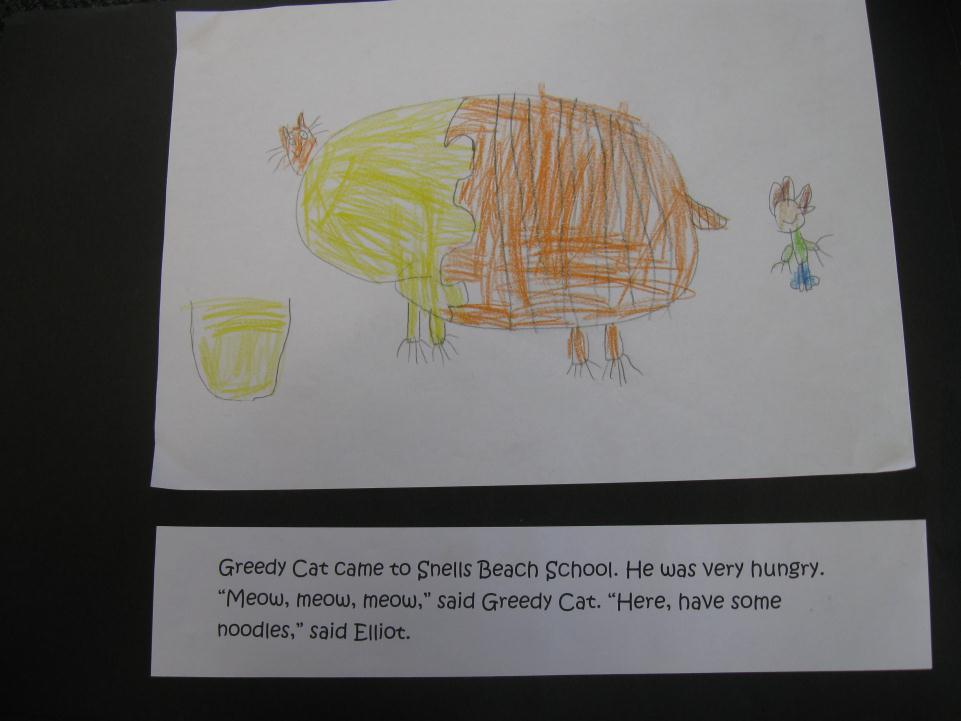 Greedy Cat came to Snells Beach School. He was very hungry.
“Meow, meow, meow,” said Greedy Cat. “Here, have some
noodles,” said Elliot.